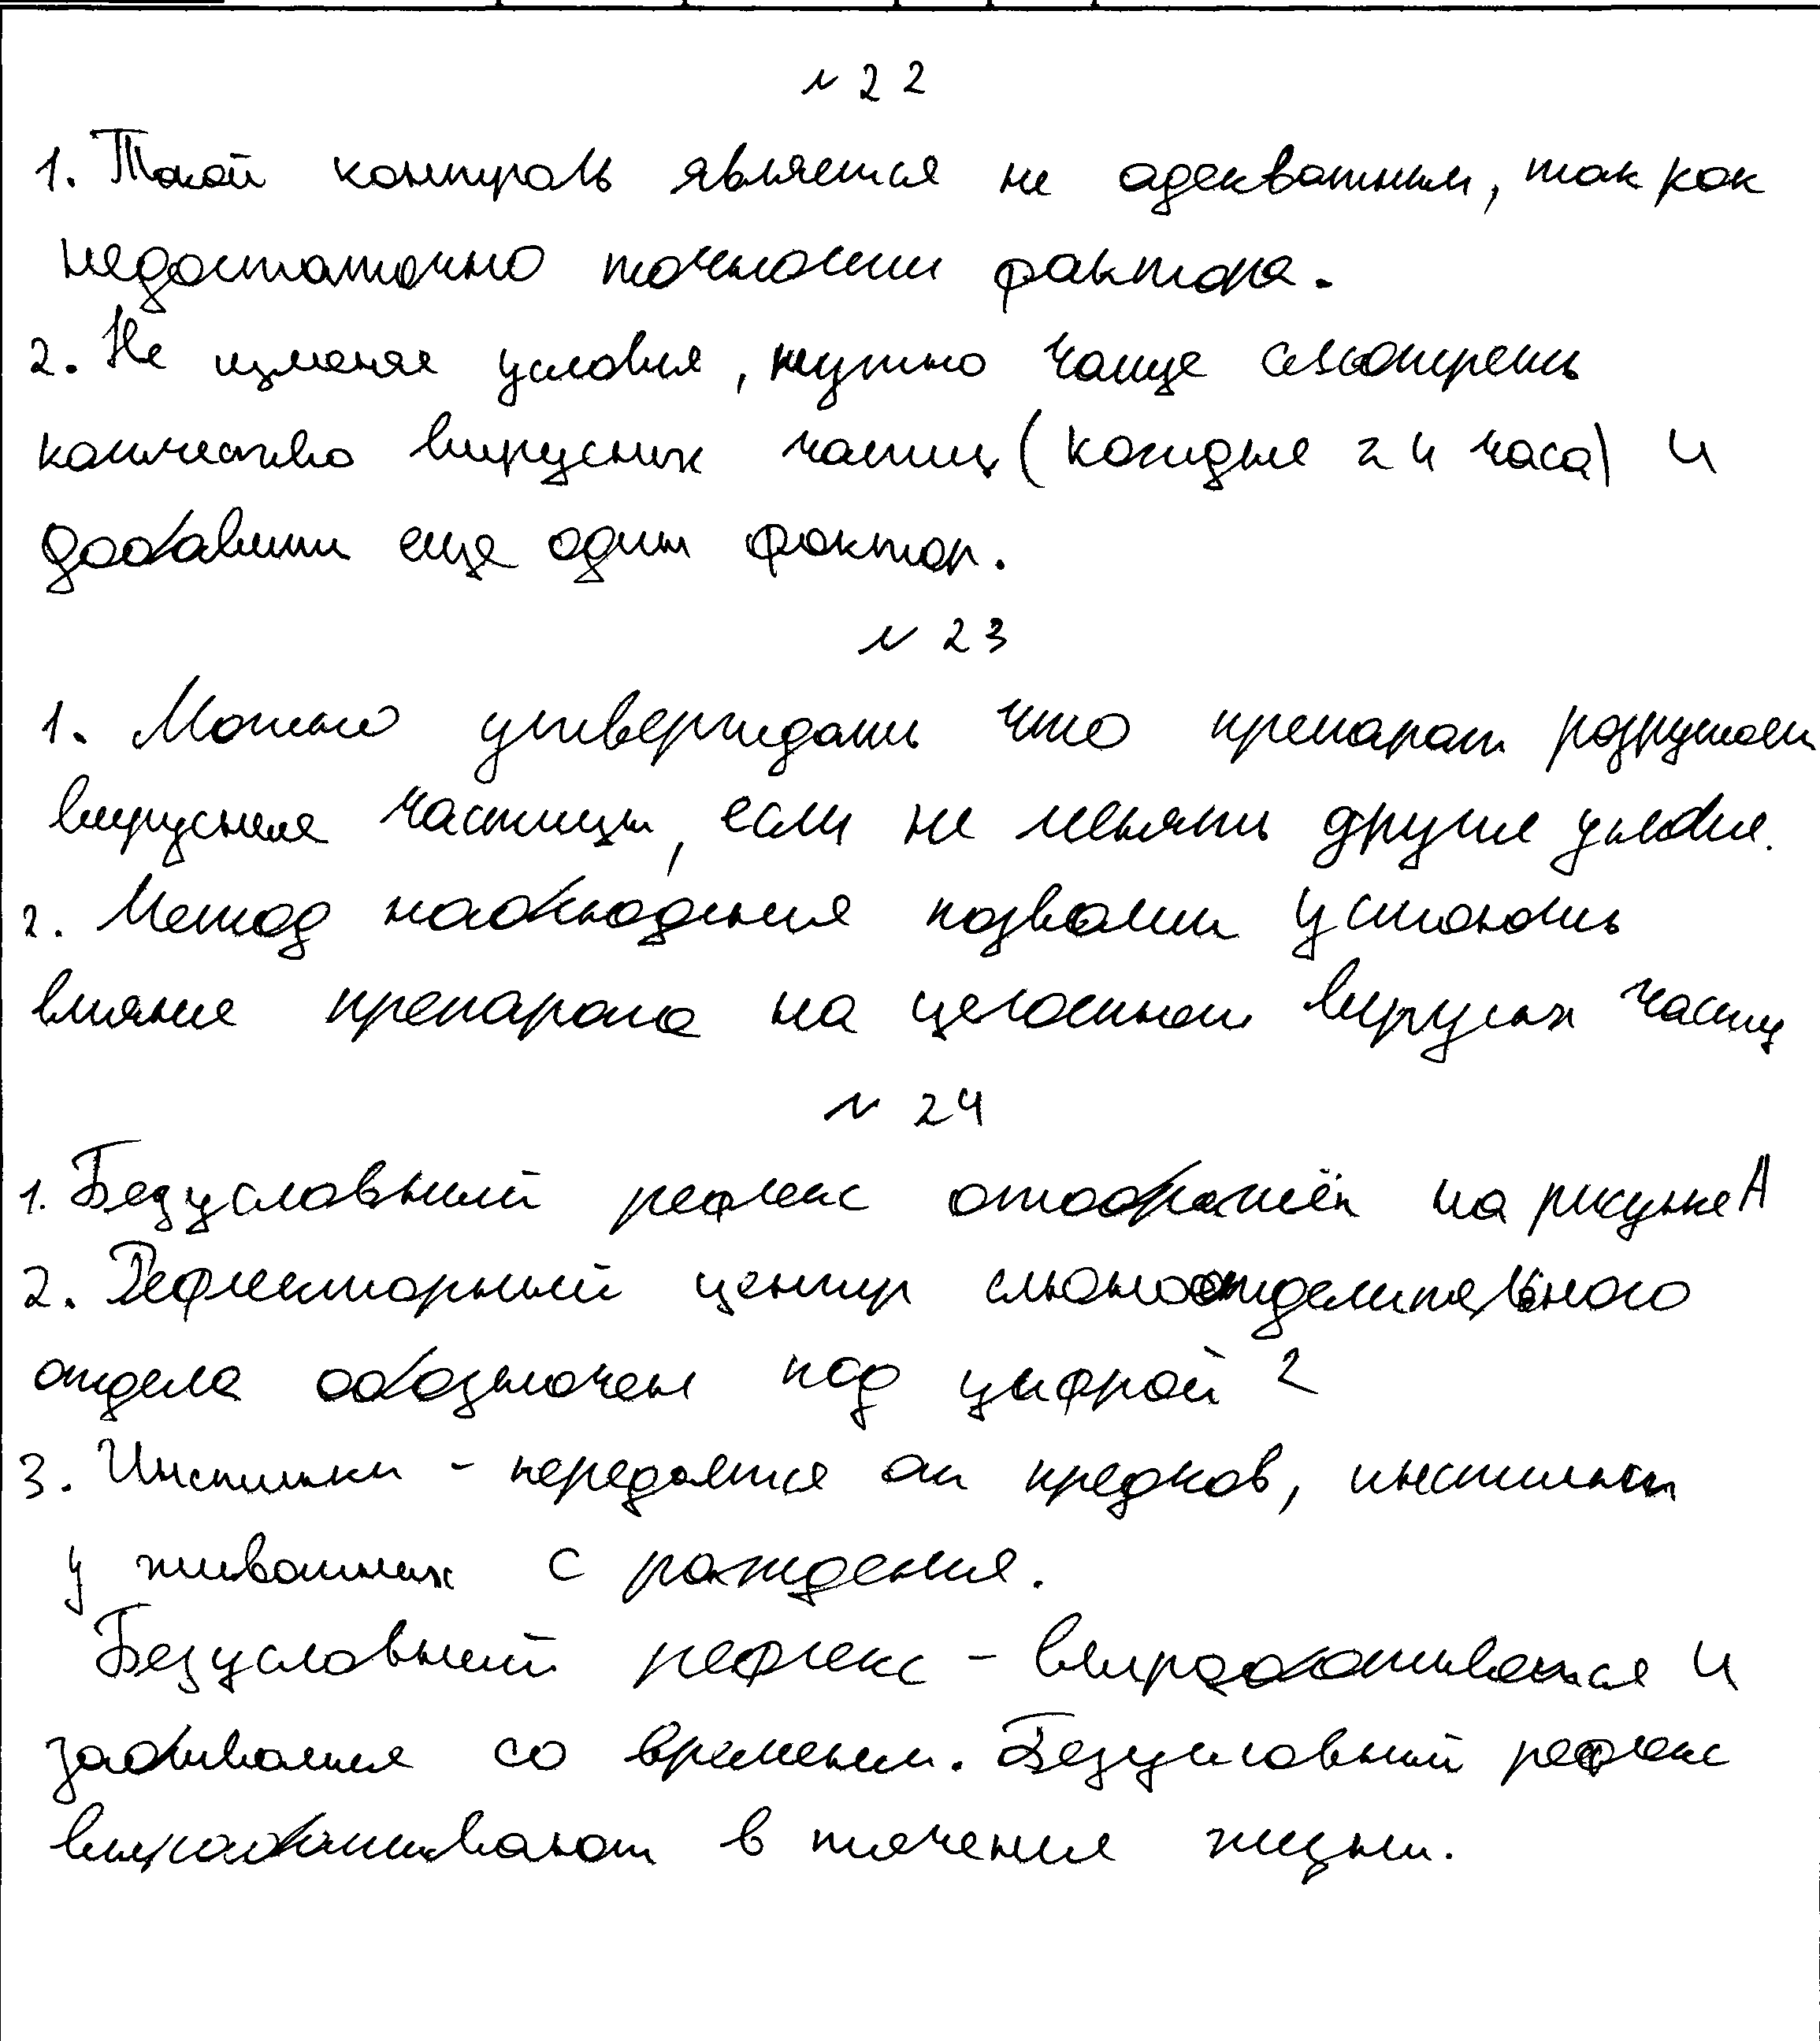 № 22
1. Такой контроль является не адекватным, так как
недостаточно точности фактора.
2. Не изменяя условия, нужно чаще смотреть
количество вирусных частиц (каждые 24 часа) и
добавить еще один фактор.
№ 23
1. Можно утверждать что препарат разрушает
вирусные частицы, если не менять другие условия.
2. Метод наблюдения позволит
влияние препарата на целостность вирусных частиц
№ 24
1. Безусловный рефлекс отображён на рисунке А
2. Рефлекторный центр слюноотделительного
отдела обозначен под цифрой 2
3. Инстинкты - передаются от предков, инстинкты
у животных с рождения.
Безусловный рефлекс - вырабатывается и
забывается со временем. Безусловный рефлекс
вырабатывают в течения жизни.